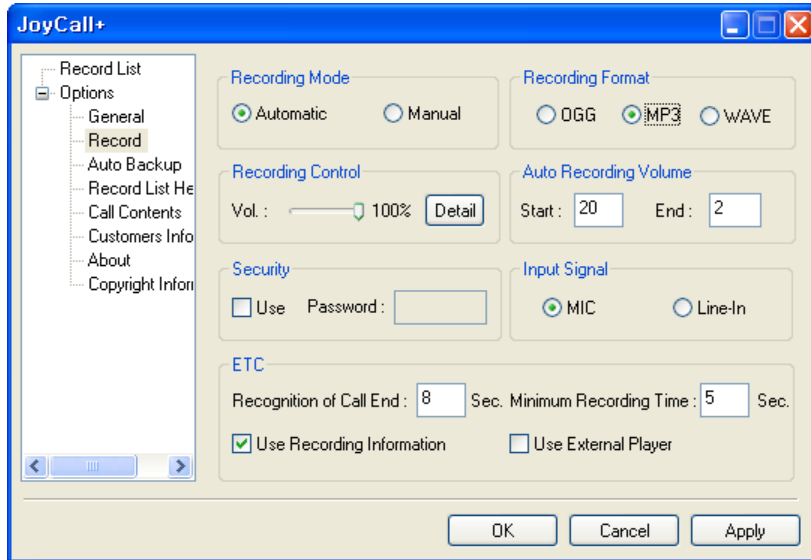 JoyCall+
Record List
Options
General
Record
Auto Backup
Record List He
Call Contents
Customers Info
About
Copyright Infor
Recording Mode
Automatic Manual
Recording Format
OGG MP3 WAVE
Recording Control
Vol. : 100% Detail
Auto Recording Volume
Start : 20 End : 2
Security
Use Password :
Input Signal
MIC Line-In
ETC
Recognition of Call End : 8 Sec. Minimum Recording Time : 5 Sec.
Use Recording Information Use External Player
OK Cancel Apply